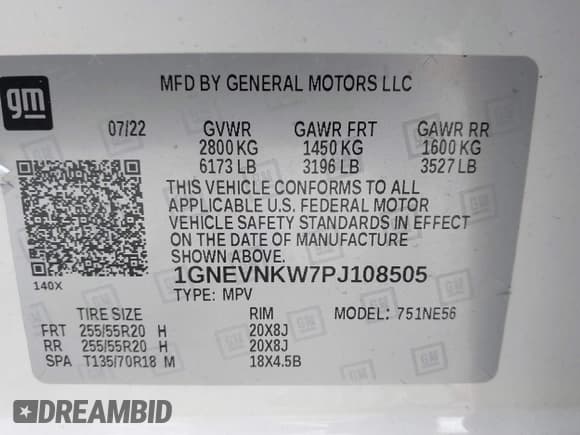 gm
MFD BY GENERAL MOTORS LLC
07/22 GVWR GAWR FRT GAWR RR
2800 KG 1450 KG 1600 KG
6173 LB 3196 LB 3527 LB
THIS VEHICLE CONFORMS TO ALL
APPLICABLE U.S. FEDERAL MOTOR
VEHICLE SAFETY STANDARDS IN EFFECT
ON THE DATE OF MANUFACTURE
SHOWN ABOVE.
140X
1GNEVNKW7PJ108505
TYPE: MPV
TIRE SIZE RIM MODEL: 751NE56
FRT 255/55R20 H 20X8J
RR 255/55R20 H 20X8J
SPA T135/70R18 M 18X4.5B
DREAMBID